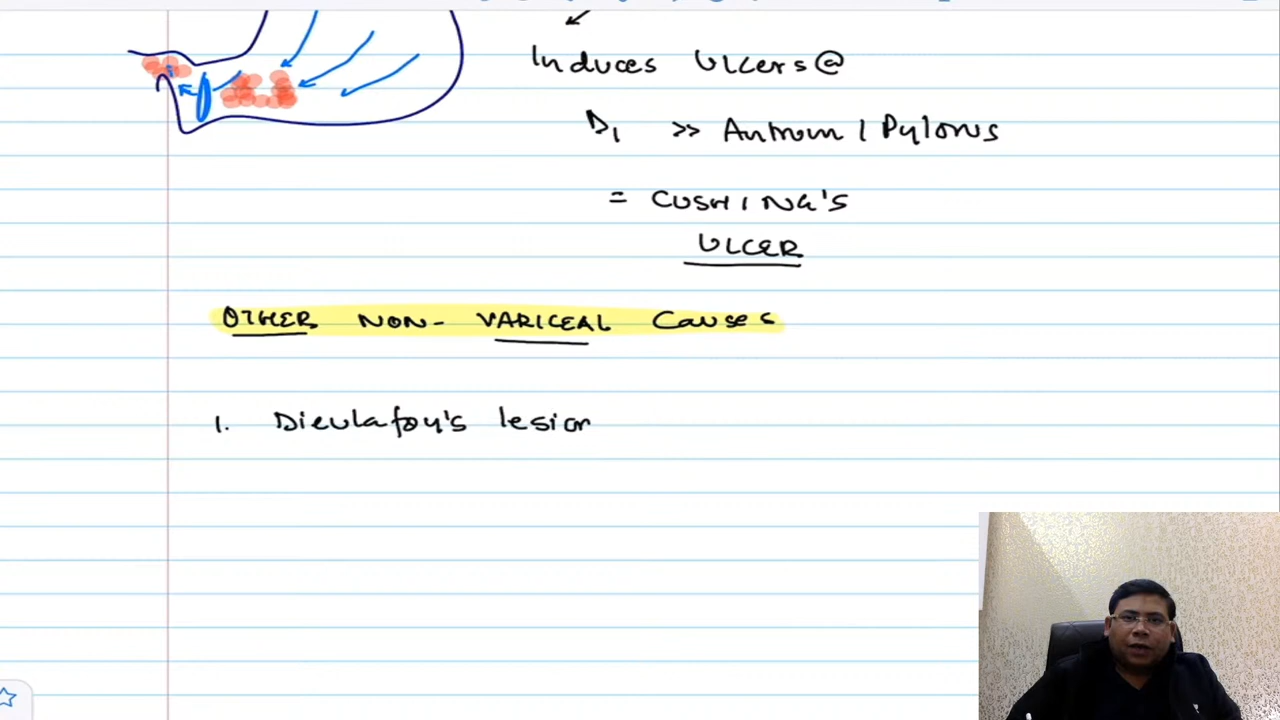 Induces Ulcers@
D1 >> Antrum / Pylorus
= CUSHING'S
ULCER
OTHER NON-VARICEAL Causes
1. Dieulafoy's lesion